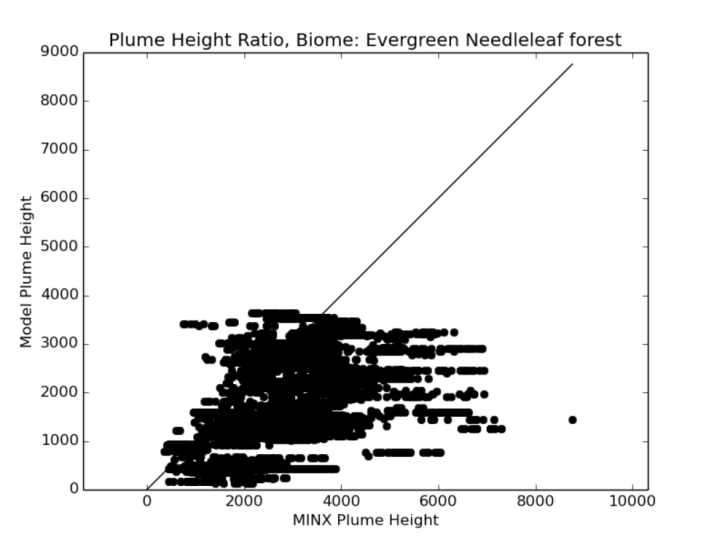 Plume Height Ratio, Biome: Evergreen Needleleaf forest
9000
8000
7000
6000
5000
4000
3000
2000
1000
0
Model Plume Height
0 2000 4000 6000 8000 10000
MINX Plume Height